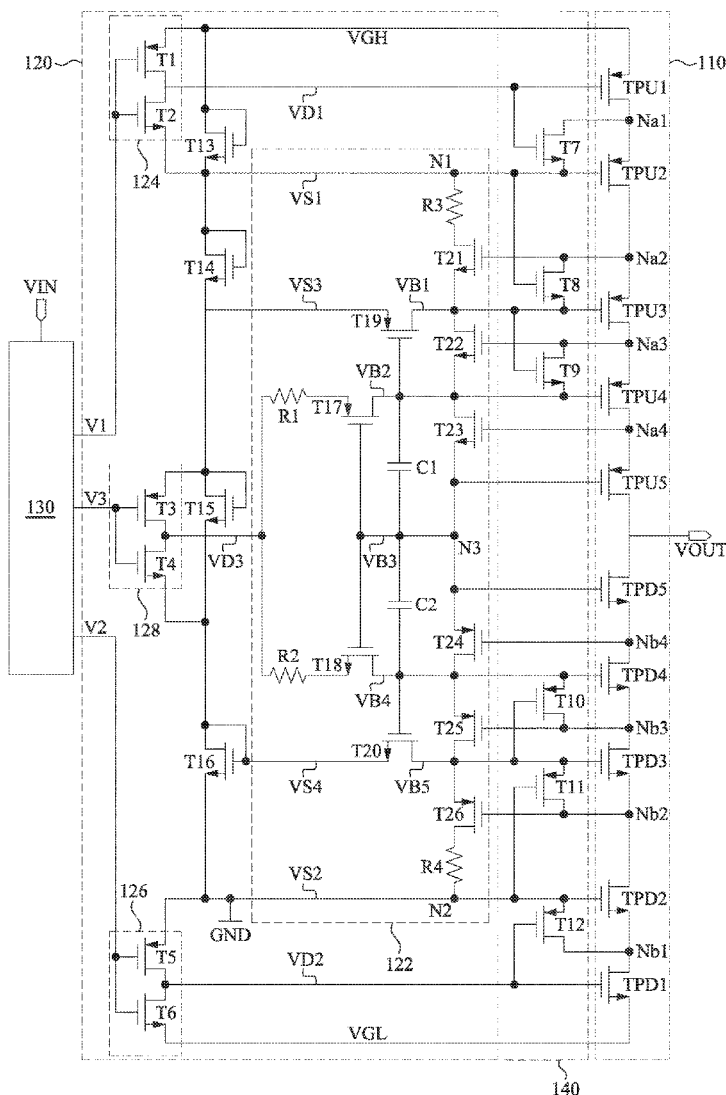 120
VGH
110
T1
TPU1
T2
VD1
Na1
T13
T7
124
N1
TPU2
VS1
R3
T14
T21
Na2
VIN
VS3
VB1
T8
TPU3
T19
T22
Na3
VB2
T9
R1
T17
TPU4
V1
T23
Na4
C1
V3
T3
T15
TPU5
130
VD3
VB3
N3
VOUT
T4
C2
TPD5
128
V2
T24
Nb4
R2
T18
TPD4
VB4
T10
T25
Nb3
T16
T20
TPD3
VS4
VB5
T11
T26
Nb2
R4
126
VS2
TPD2
GND
N2
T12
T5
122
Nb1
VD2
TPD1
T6
VGL
140